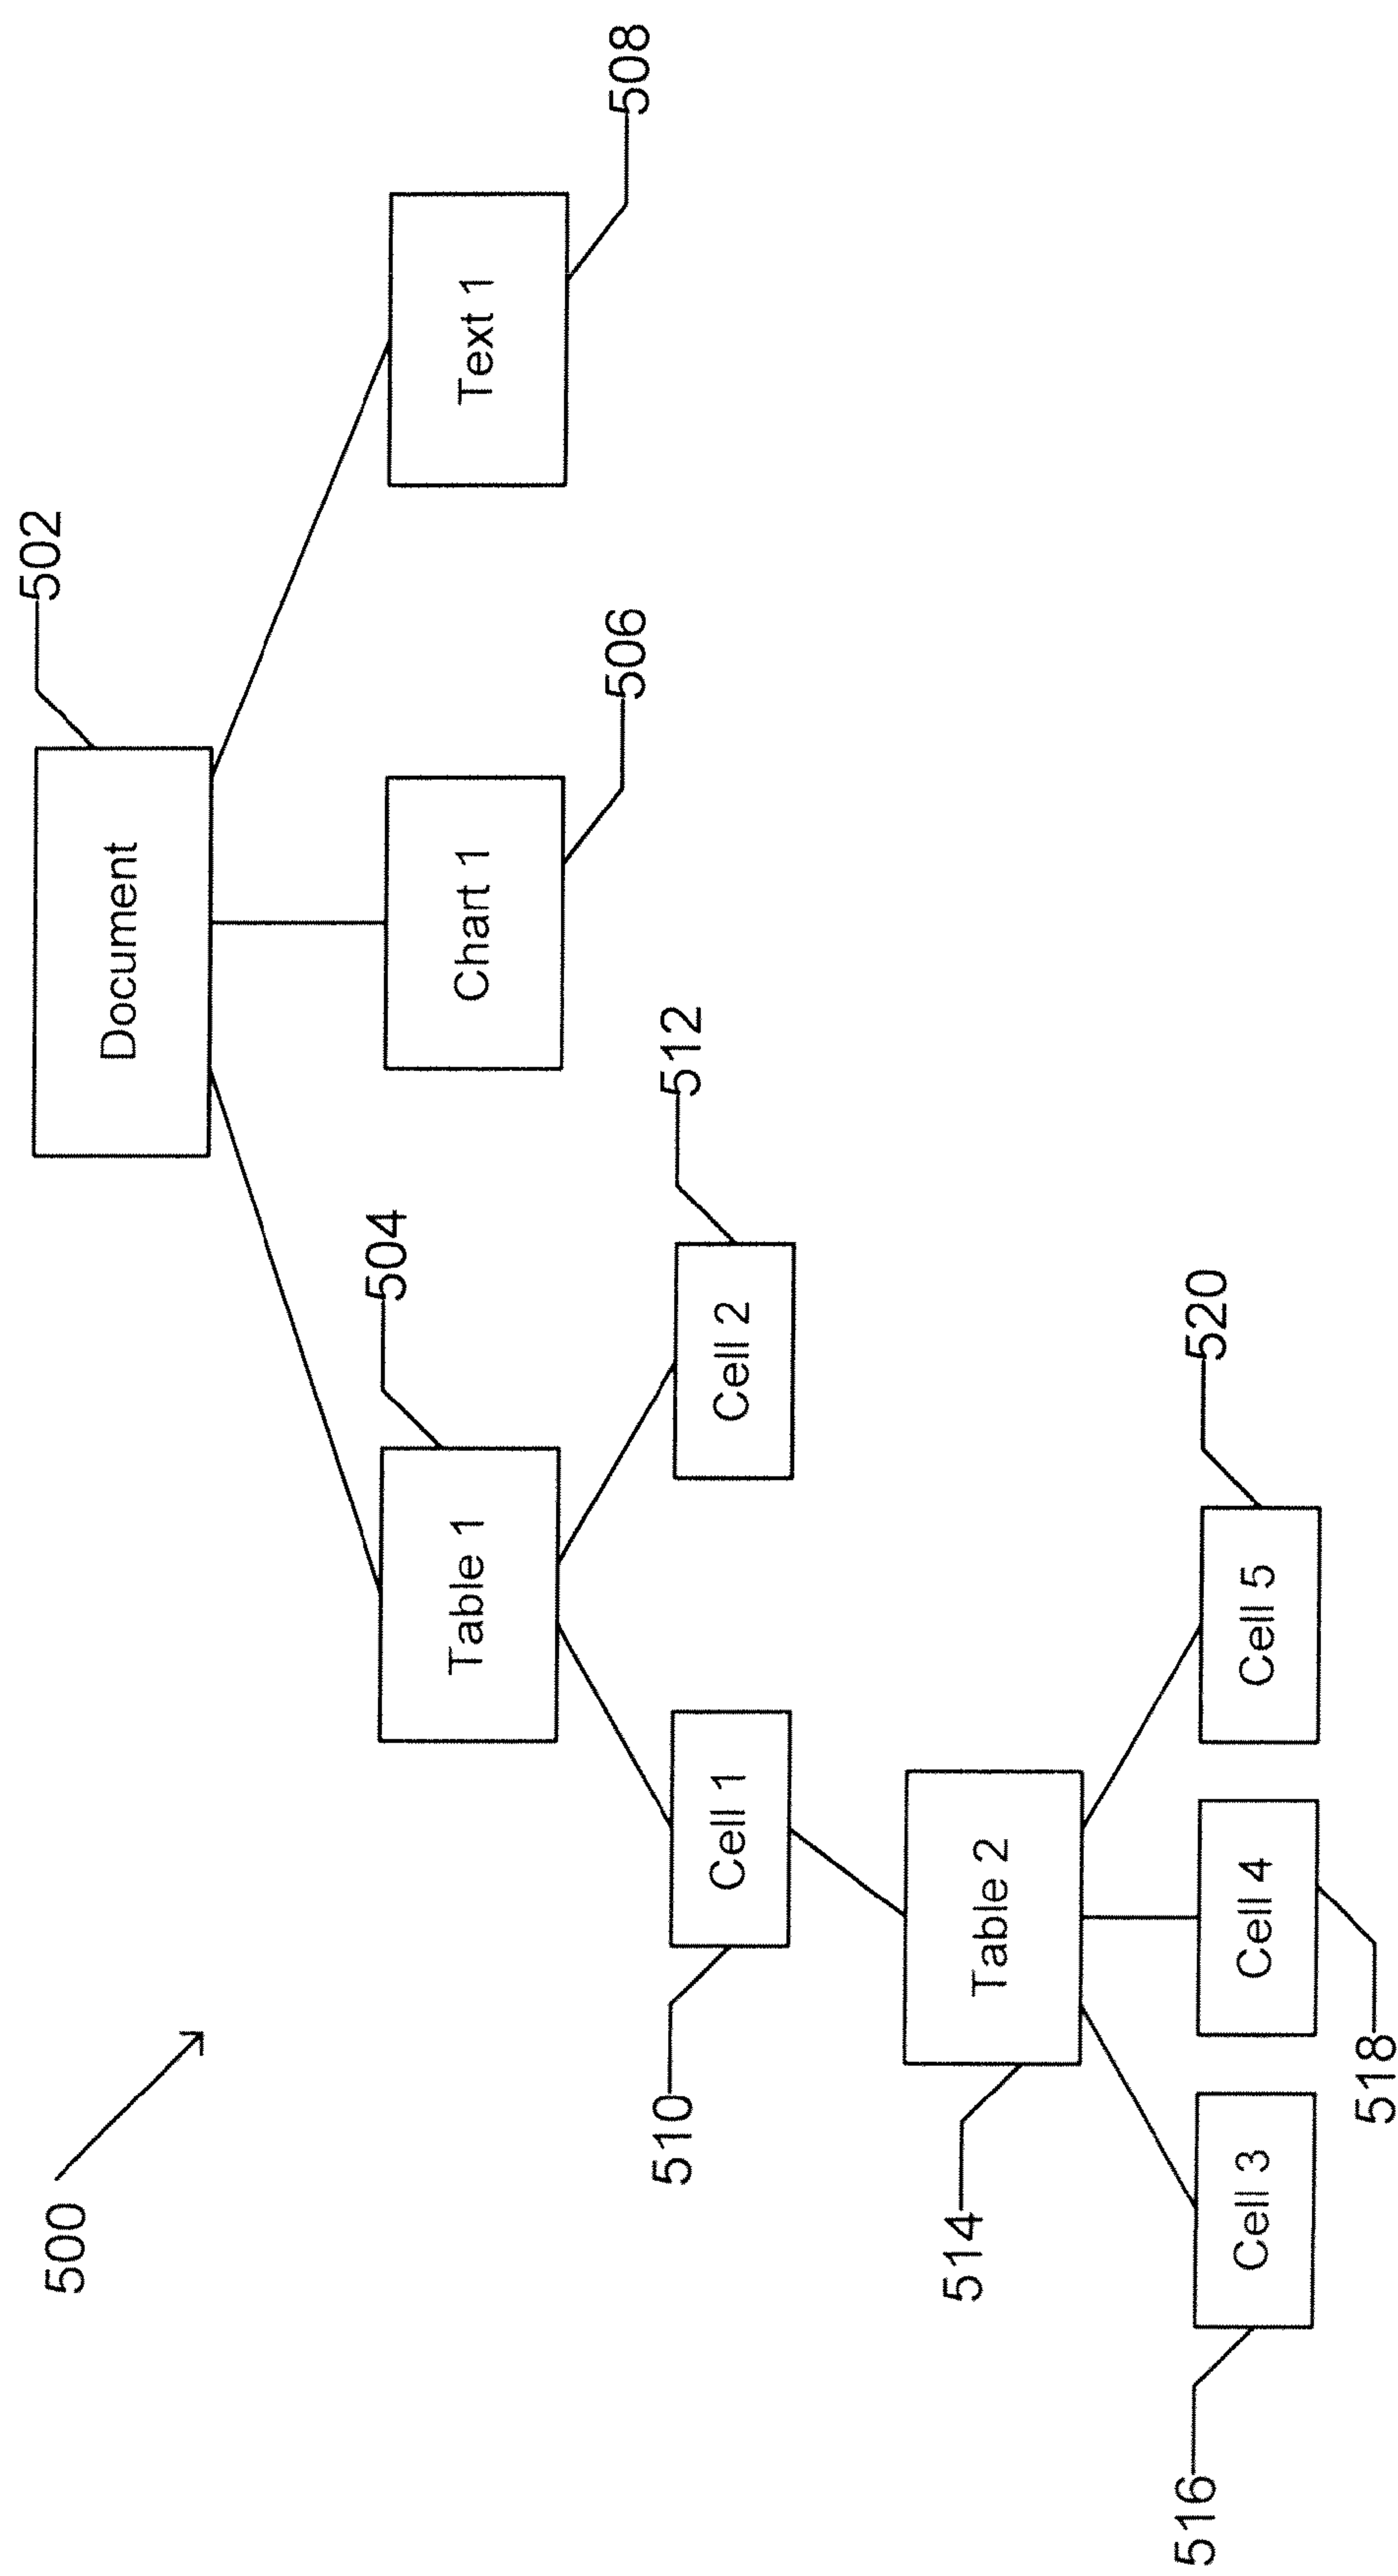 500
502
Document
504
Table 1
Chart 1
506
Text 1
508
510
Cell 1
Cell 2
512
514
Table 2
516
Cell 3
Cell 4
518
Cell 5
520